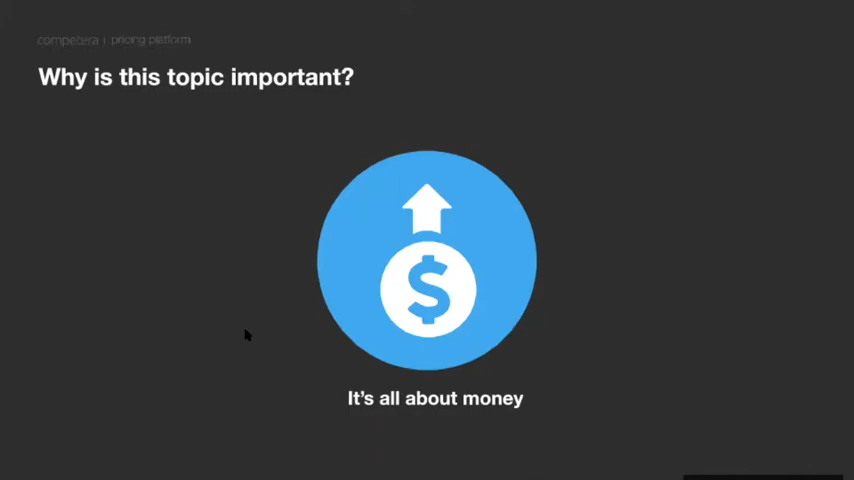 competera | pricing platform
Why is this topic important?
$
It's all about money